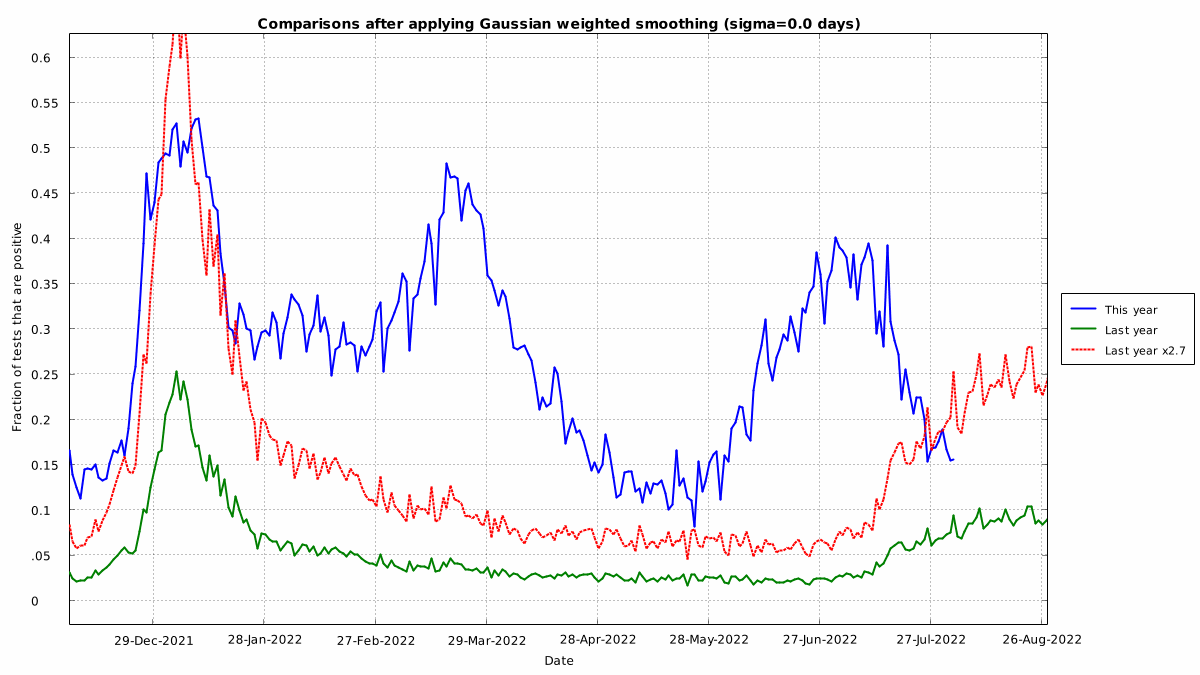 Comparisons after applying Gaussian weighted smoothing (sigma=0.0 days)
Fraction of tests that are positive
0.6
0.55
0.5
0.45
0.4
0.35
0.3
0.25
0.2
0.15
0.1
.05
0
29-Dec-2021 28-Jan-2022 27-Feb-2022 29-Mar-2022 28-Apr-2022 28-May-2022 27-Jun-2022 27-Jul-2022 26-Aug-2022
Date
This year
Last year
Last year x2.7